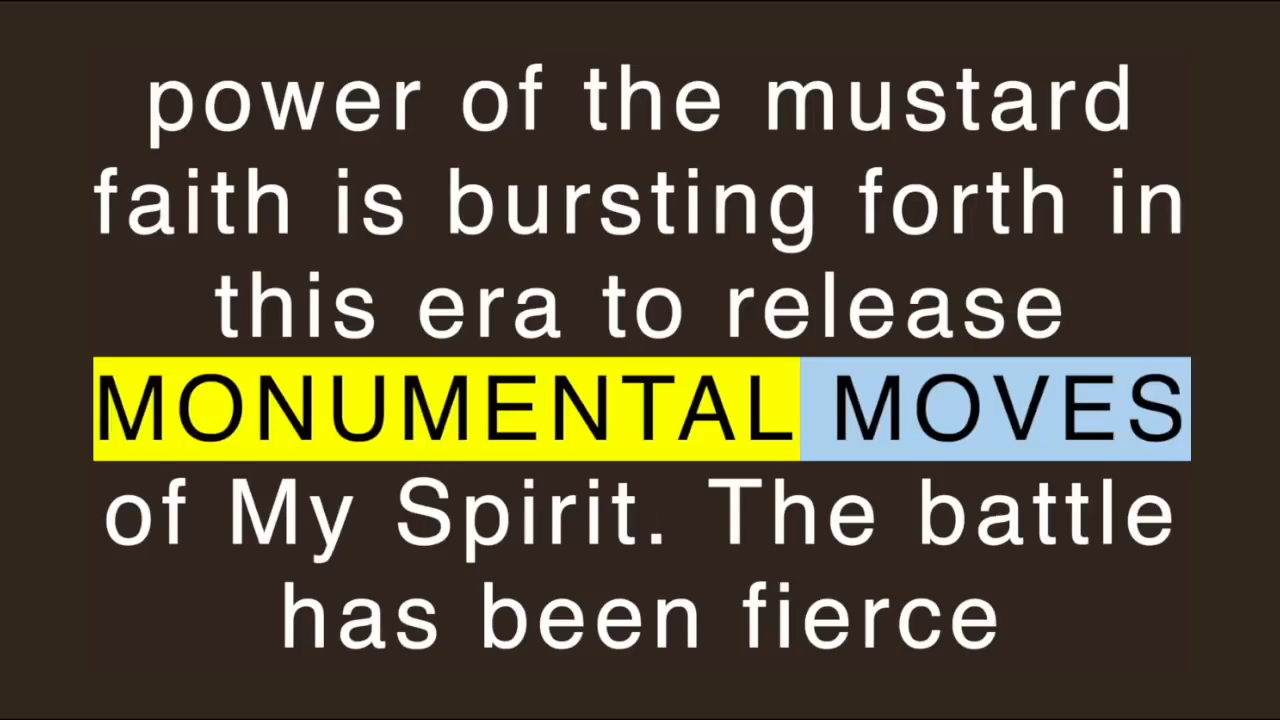 power of the mustard
faith is bursting forth in
this era to release
MONUMENTAL MOVES
of My Spirit. The battle
has been fierce